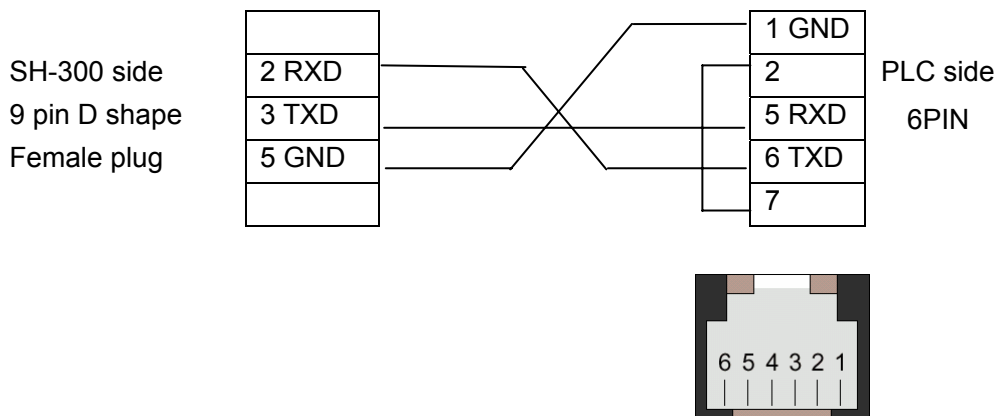 1 GND
SH-300 side 2 RXD 2 PLC side
9 pin D shape 3 TXD 5 RXD 6PIN
Female plug 5 GND 6 TXD
7
6 5 4 3 2 1